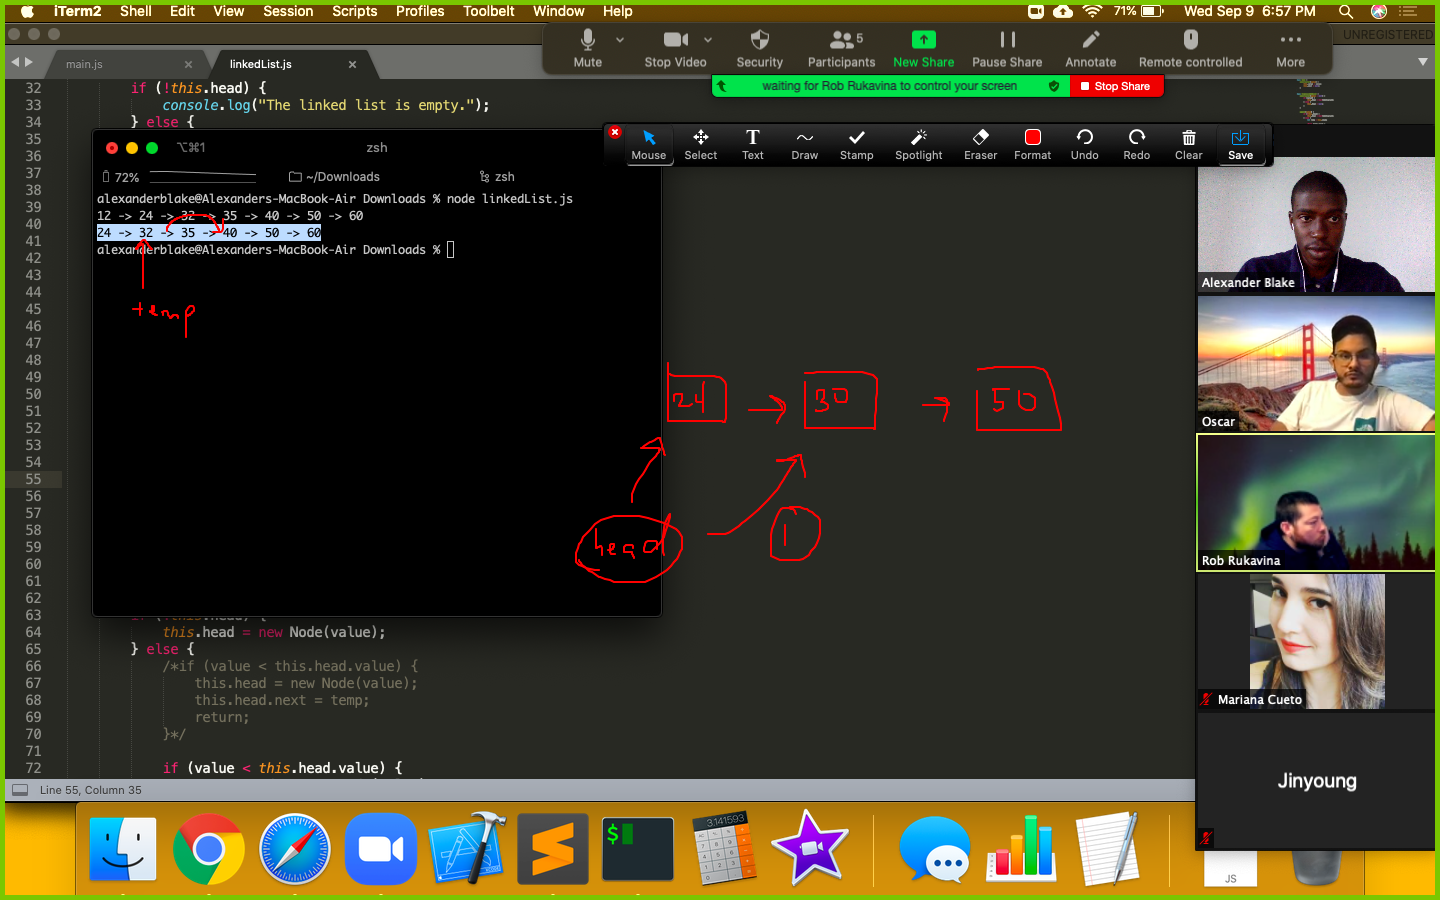 iTerm2 Shell Edit View Session Scripts Profiles Toolbelt Window Help 71% Wed Sep 9 6:57 PM
UNREGISTERED
main.js × linkedList.js ×
Mute Stop Video Security Participants 5 New Share Pause Share Annotate Remote controlled More
waiting for Rob Rukavina to control your screen Stop Share
Mouse Select Text Draw Stamp Spotlight Eraser Format Undo Redo Clear Save
32 if (!this.head) {
33 console.log("The linked list is empty.");
34 } else {
35
36
37
38
39
40
41
42
43
44
45
46
47
48
49
50
51
52
53
54
55
56
57
58
59
60
61
62
63
64 this.head = new Node(value);
65 } else {
66 /*if (value < this.head.value) {
67 this.head = new Node(value);
68 this.head.next = temp;
69 return;
70 }*/
71
72 if (value < this.head.value) {
⌥⌘1 zsh
72% ~/Downloads zsh
alexanderblake@Alexanders-MacBook-Air Downloads % node linkedList.js
12 -> 24 -> 32 -> 35 -> 40 -> 50 -> 60
24 -> 32 -> 35 -> 40 -> 50 -> 60
alexanderblake@Alexanders-MacBook-Air Downloads %
temp
24 → 30 → 50
head
1
Alexander Blake
Oscar
Rob Rukavina
Mariana Cueto
Jinyoung
Line 55, Column 35
$
3.141593
JS